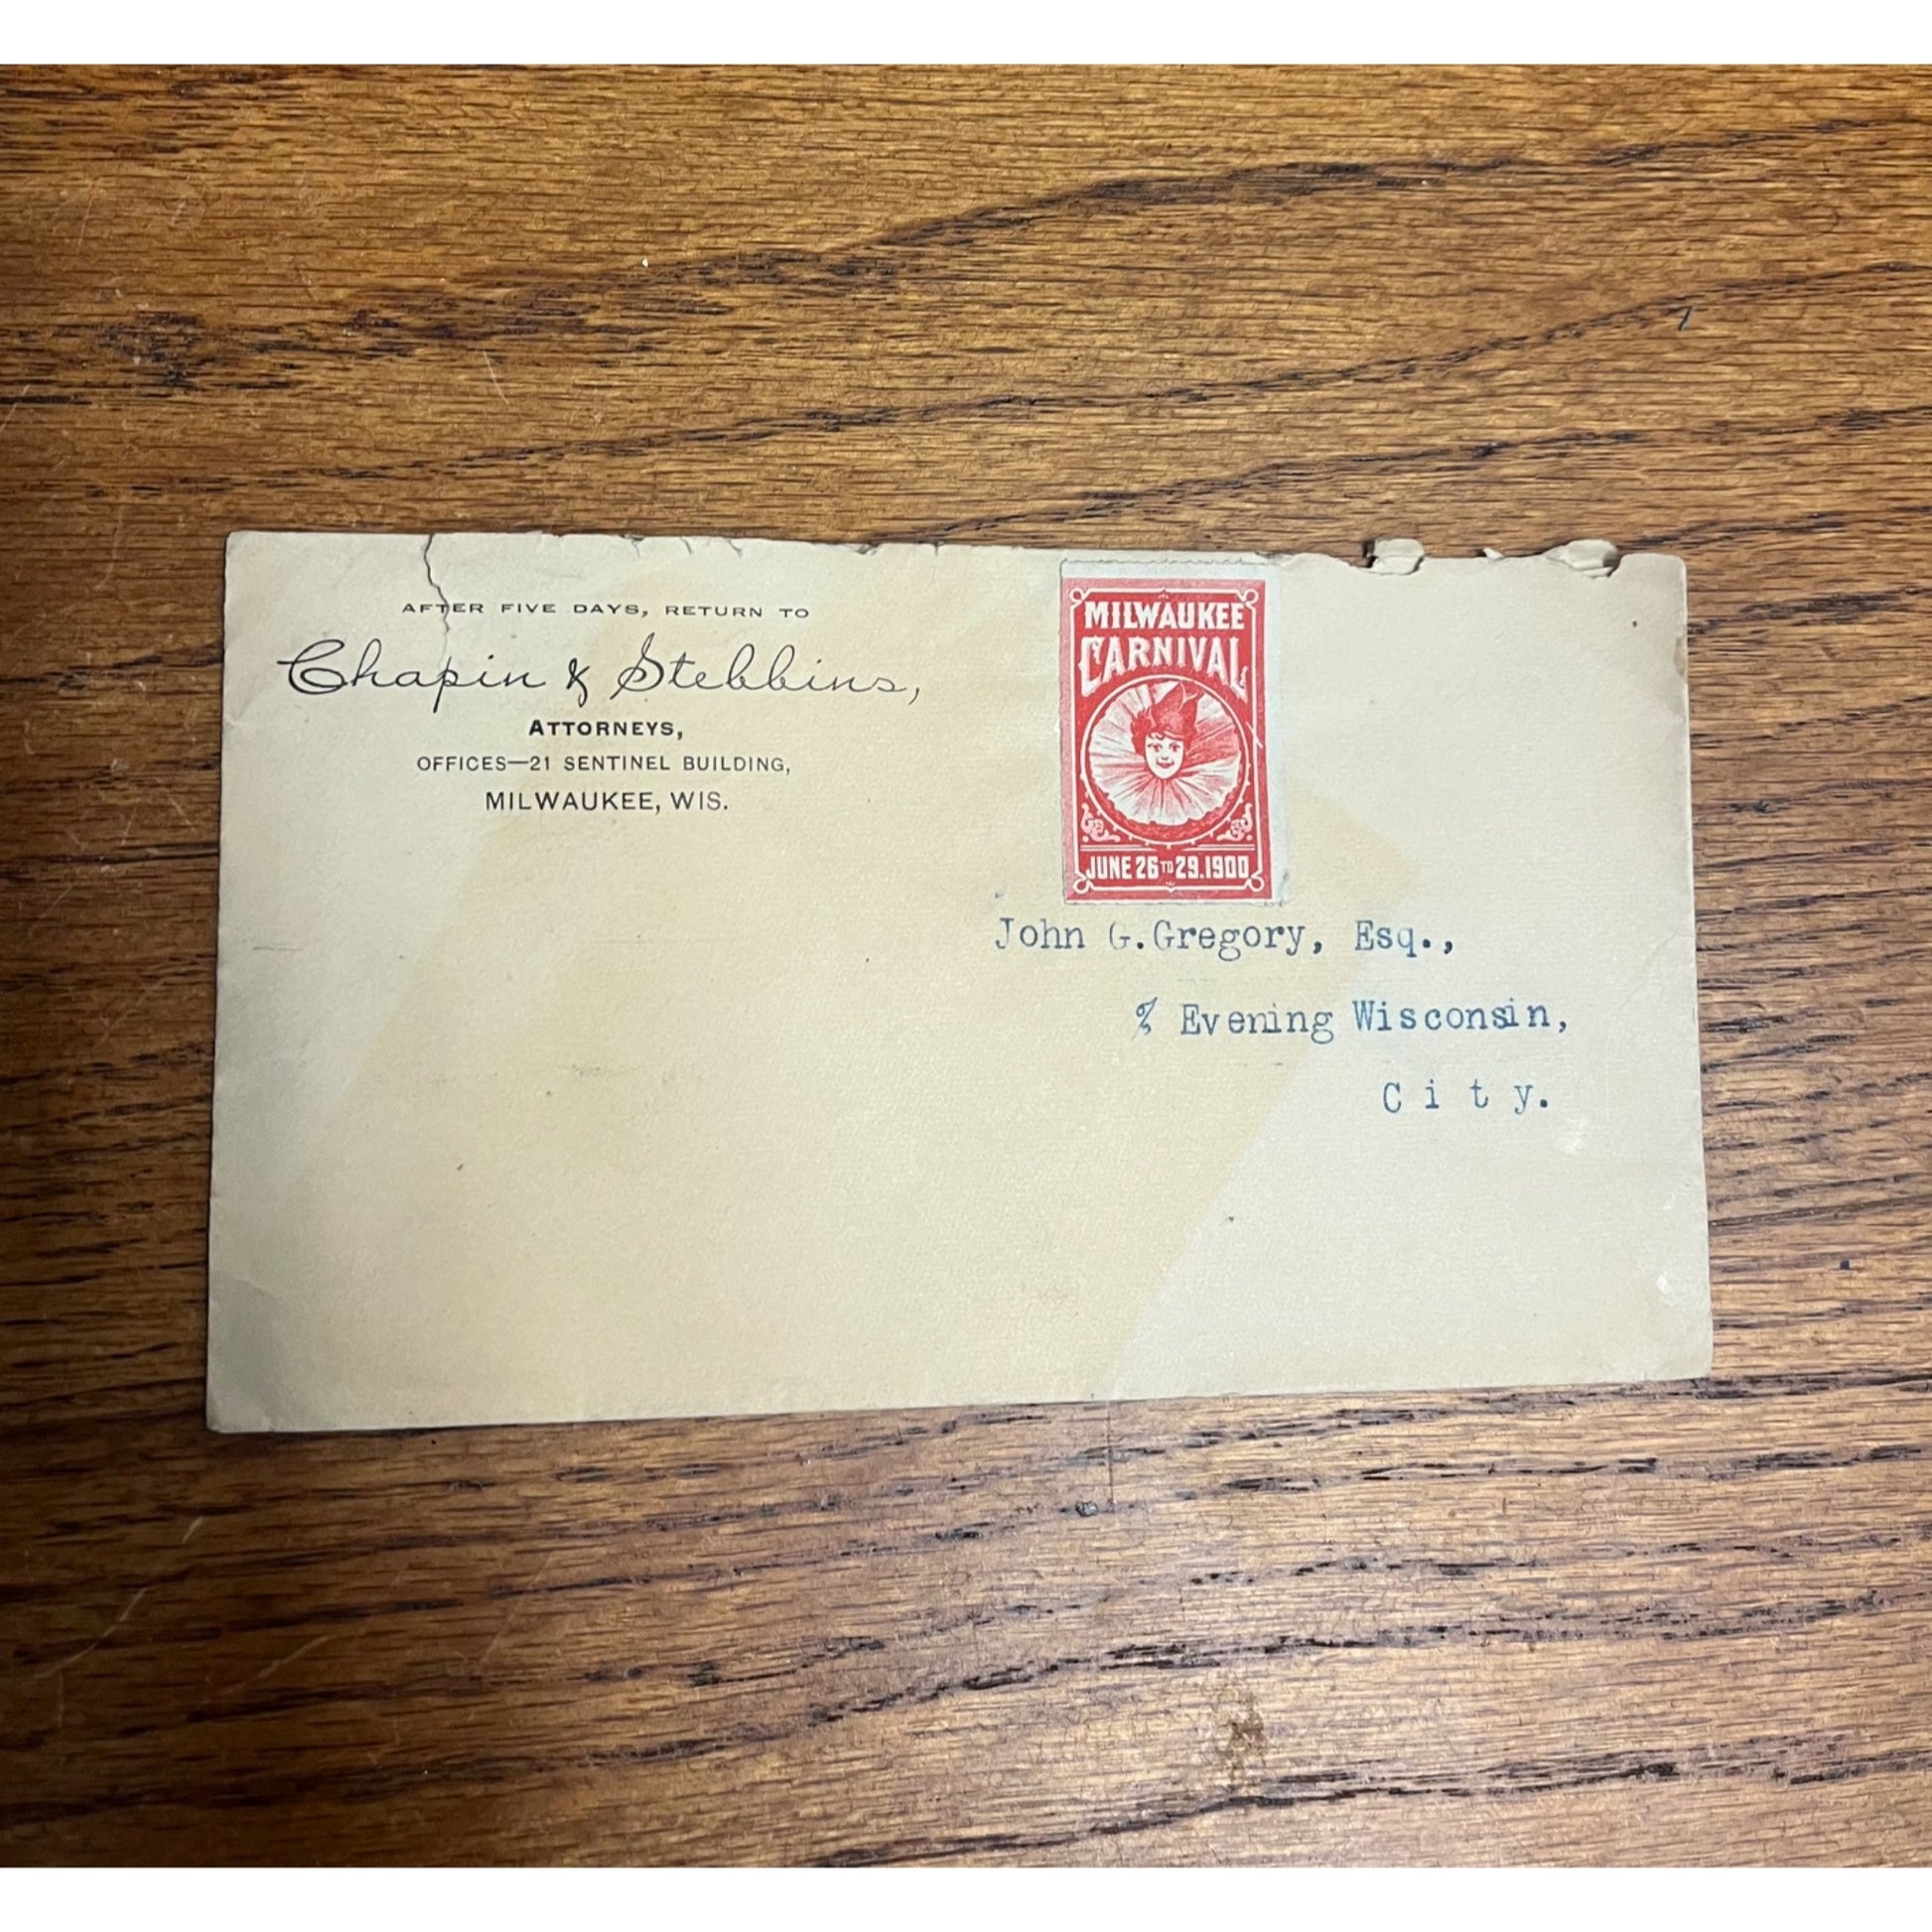 AFTER FIVE DAYS, RETURN TO
Chapin & Stebbins,
ATTORNEYS,
OFFICES—21 SENTINEL BUILDING,
MILWAUKEE, WIS.
MILWAUKEE
CARNIVAL
JUNE 26 TO 29.1900
John G.Gregory, Esq.,
% Evening Wisconsin,
City.